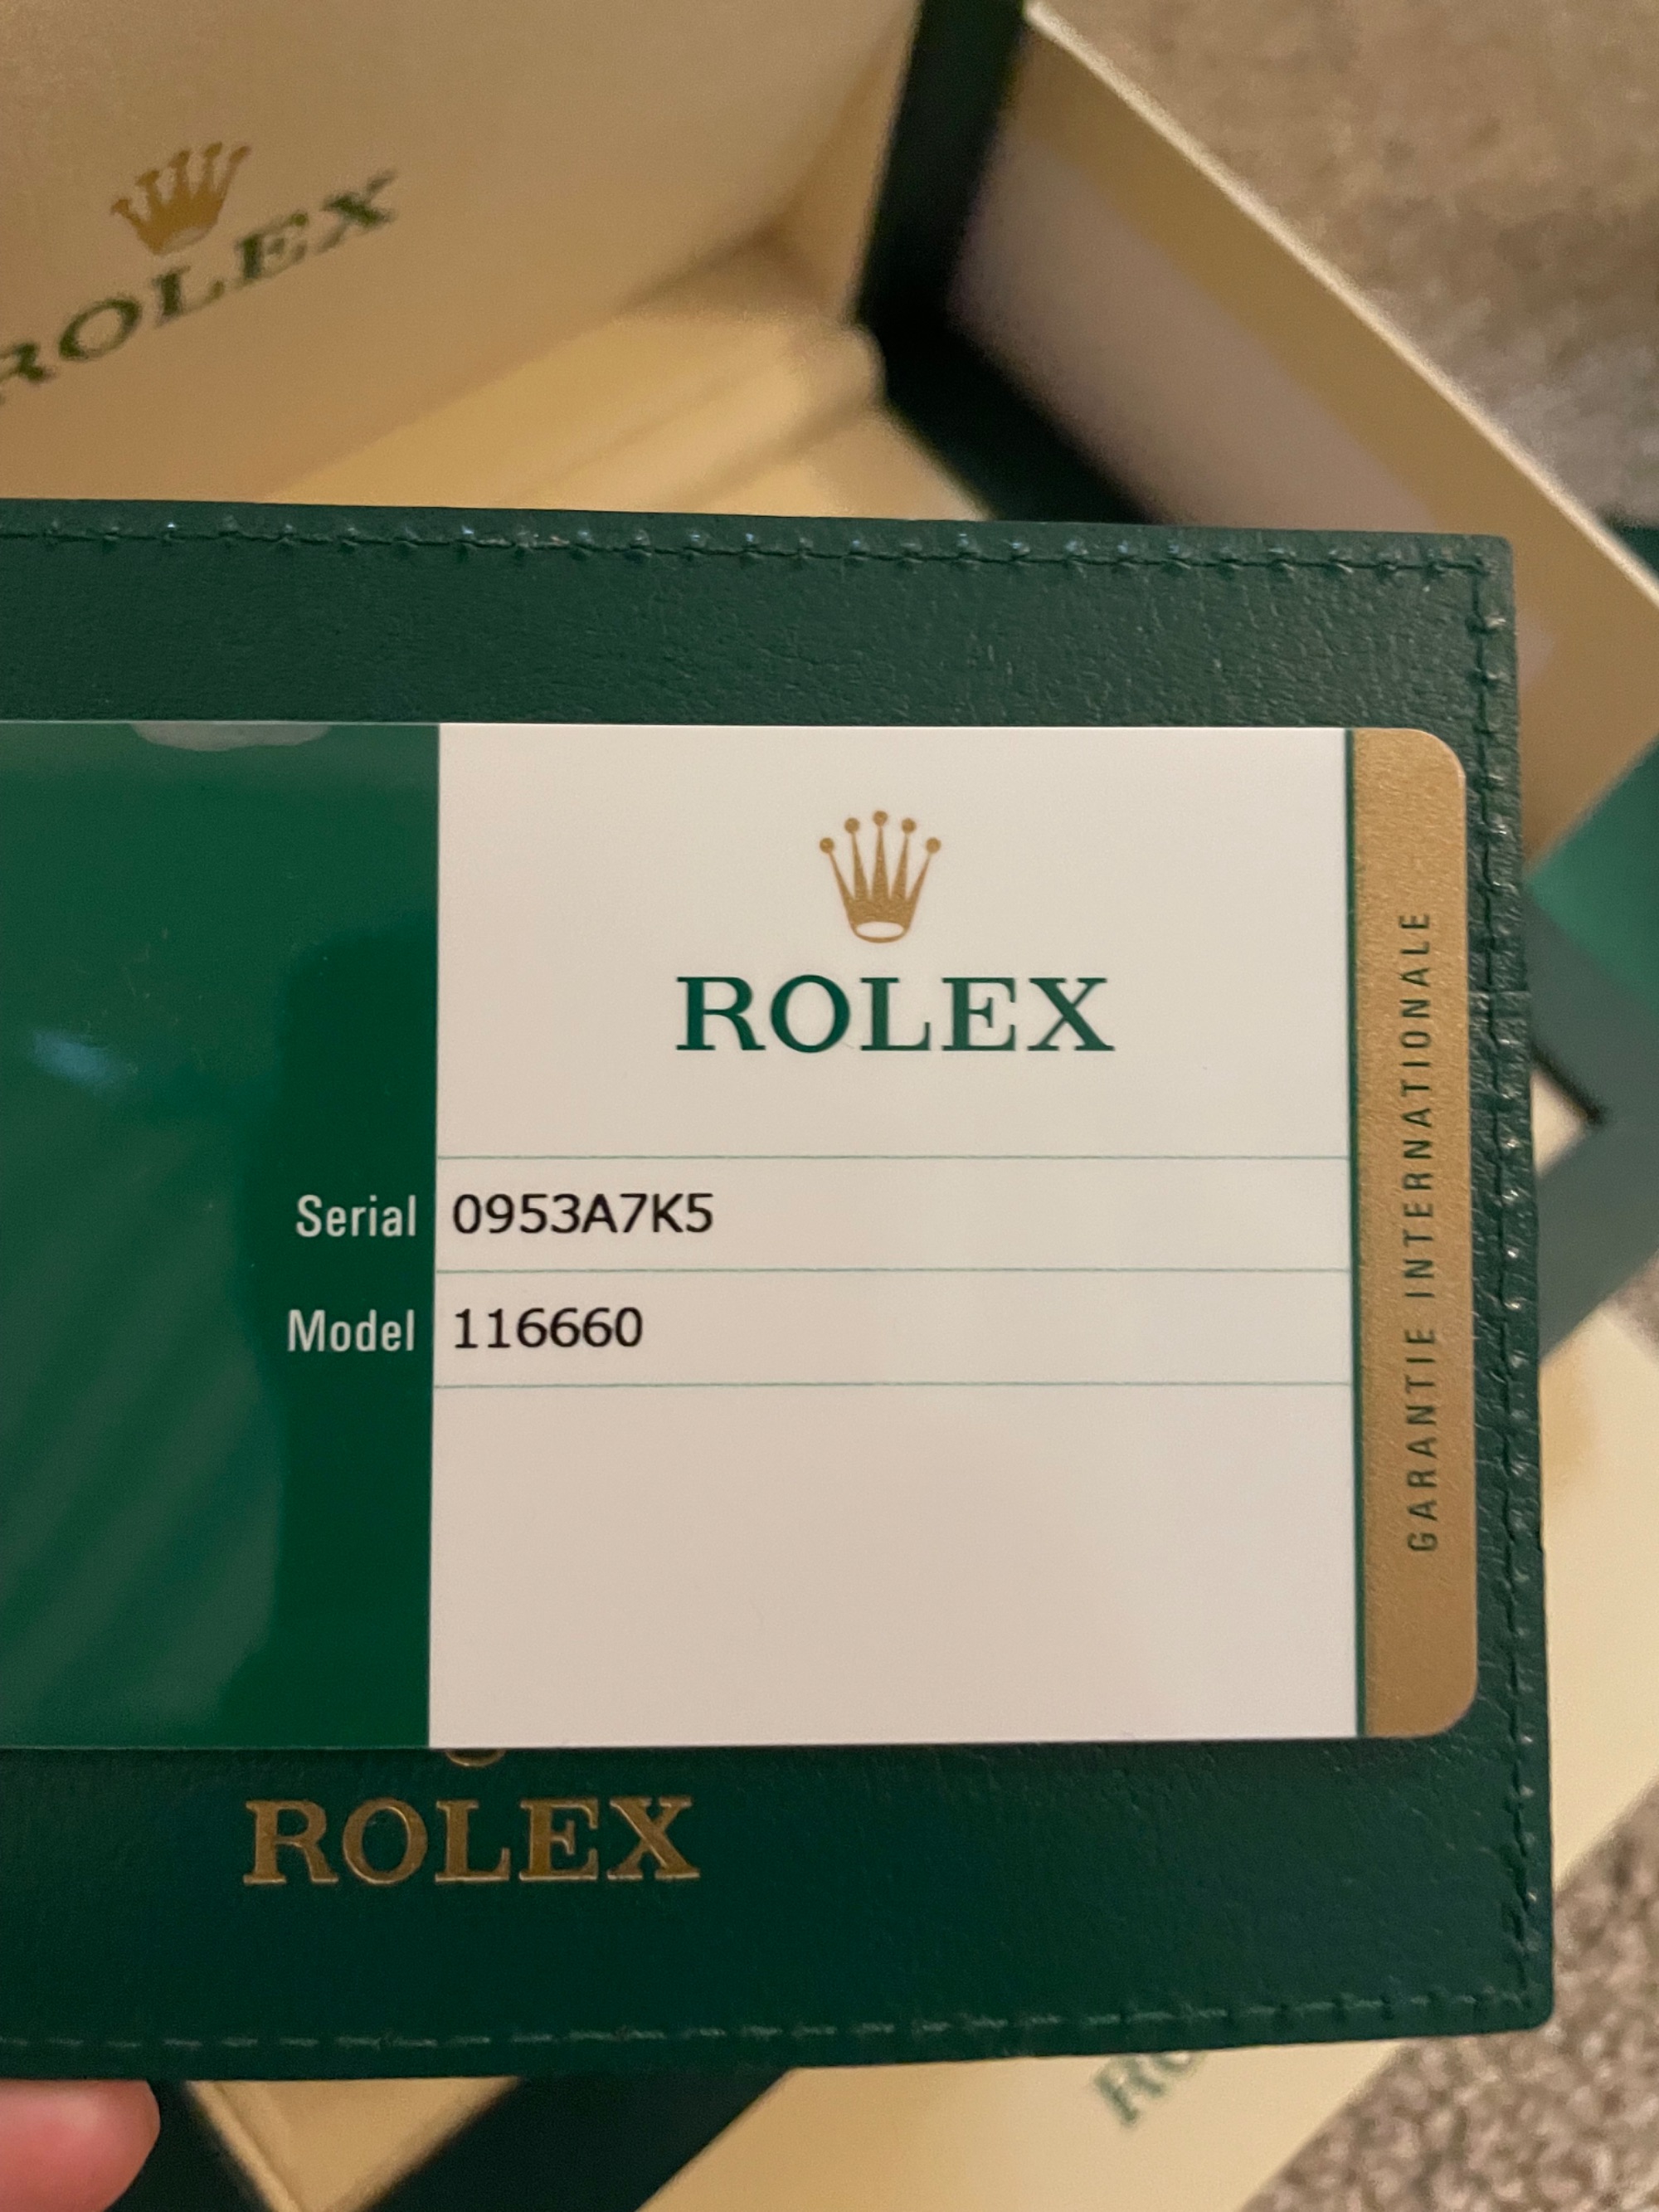 ROLEX
ROLEX
Serial 0953A7K5
Model 116660
GARANTIE INTERNATIONALE
ROLEX